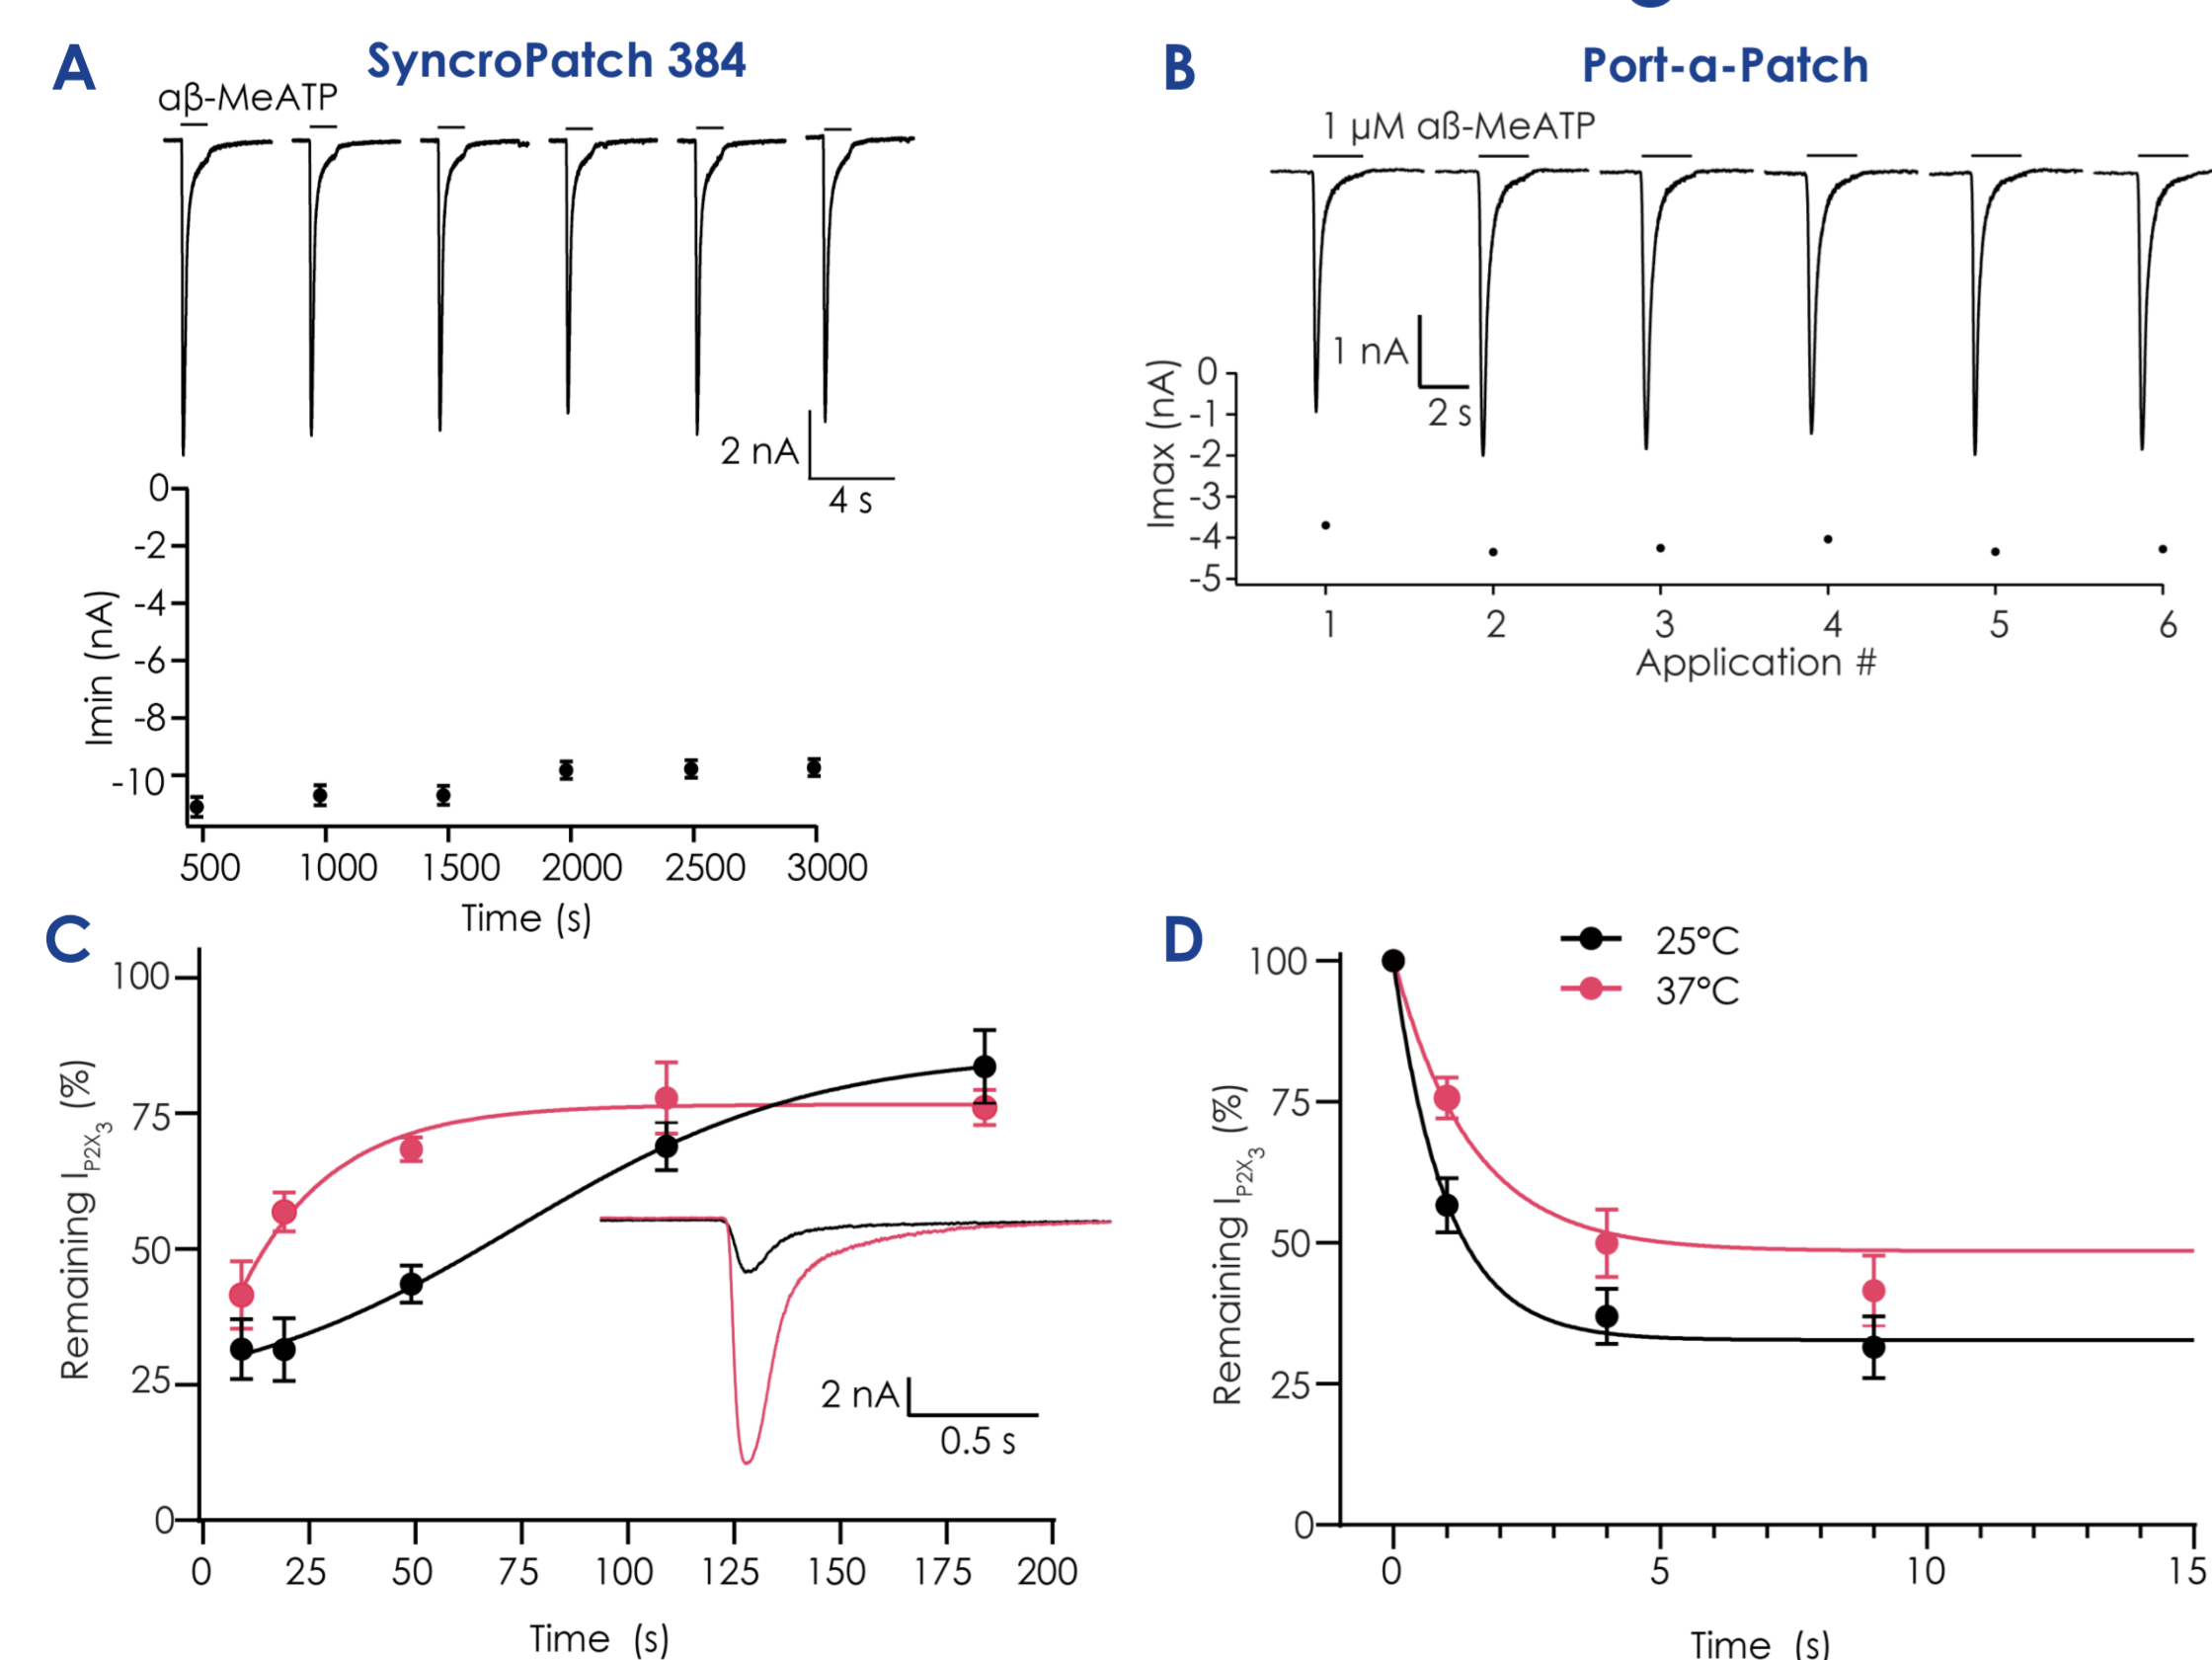 A
SyncroPatch 384
αβ-MeATP
2 nA
4 s
0
-2
-4
-6
-8
-10
Imin (nA)
500 1000 1500 2000 2500 3000
Time (s)
B
Port-a-Patch
1 µM αß-MeATP
1 nA
2 s
Imax (nA)
0
-1
-2
-3
-4
-5
1 2 3 4 5 6
Application #
C
100
75
50
25
0
Remaining I P2X3 (%)
2 nA
0.5 s
0 25 50 75 100 125 150 175 200
Time (s)
D
25°C
37°C
100
75
50
25
0
Remaining I P2X3 (%)
0 5 10 15
Time (s)